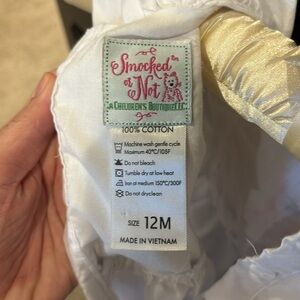 Smocked
or Not
A CHILDREN'S BOUTIQUE LLC.
100% COTTON
Machine wash gentle cycle
Maximum 40°C/105F
Do not bleach
Tumble dry at low heat
Iron at medium 150°C/300F
Do not dryclean
SIZE 12M
MADE IN VIETNAM